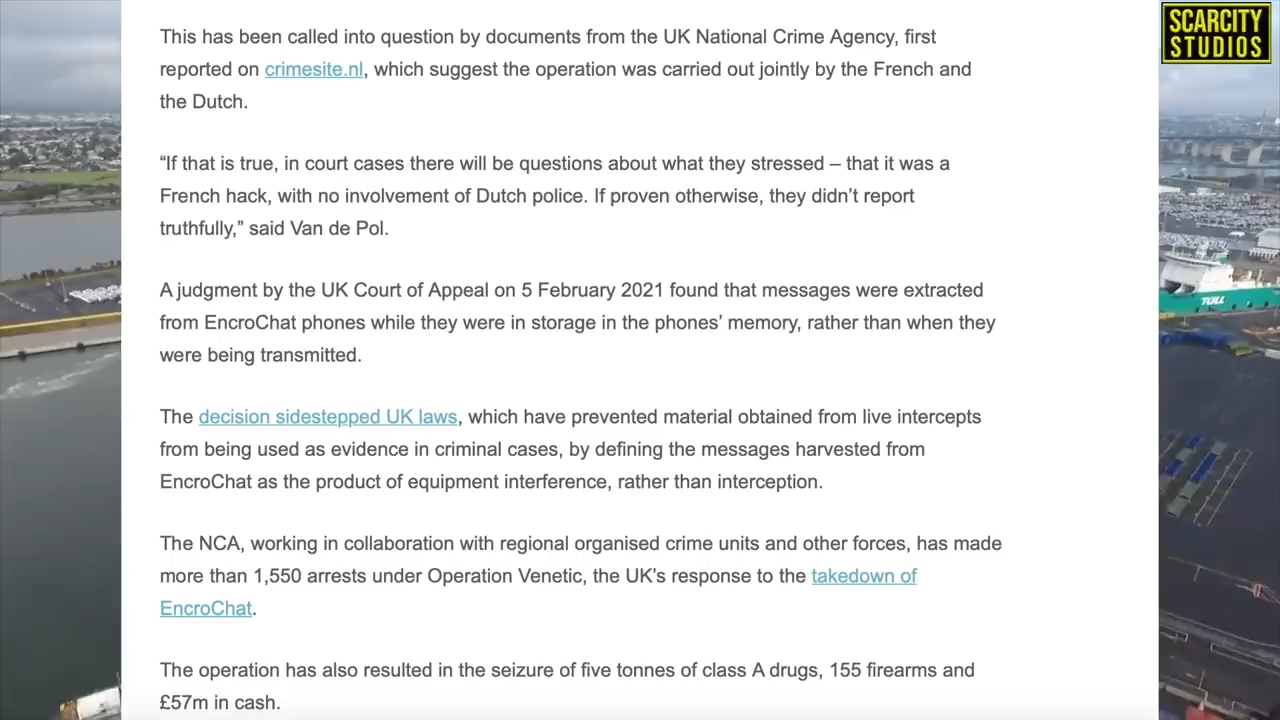 SCARCITY
STUDIOS
This has been called into question by documents from the UK National Crime Agency, first
reported on crimesite.nl, which suggest the operation was carried out jointly by the French and
the Dutch.
“If that is true, in court cases there will be questions about what they stressed – that it was a
French hack, with no involvement of Dutch police. If proven otherwise, they didn’t report
truthfully,” said Van de Pol.
A judgment by the UK Court of Appeal on 5 February 2021 found that messages were extracted
from EncroChat phones while they were in storage in the phones’ memory, rather than when they
were being transmitted.
TOLL
The decision sidestepped UK laws, which have prevented material obtained from live intercepts
from being used as evidence in criminal cases, by defining the messages harvested from
EncroChat as the product of equipment interference, rather than interception.
The NCA, working in collaboration with regional organised crime units and other forces, has made
more than 1,550 arrests under Operation Venetic, the UK’s response to the takedown of
EncroChat.
The operation has also resulted in the seizure of five tonnes of class A drugs, 155 firearms and
£57m in cash.